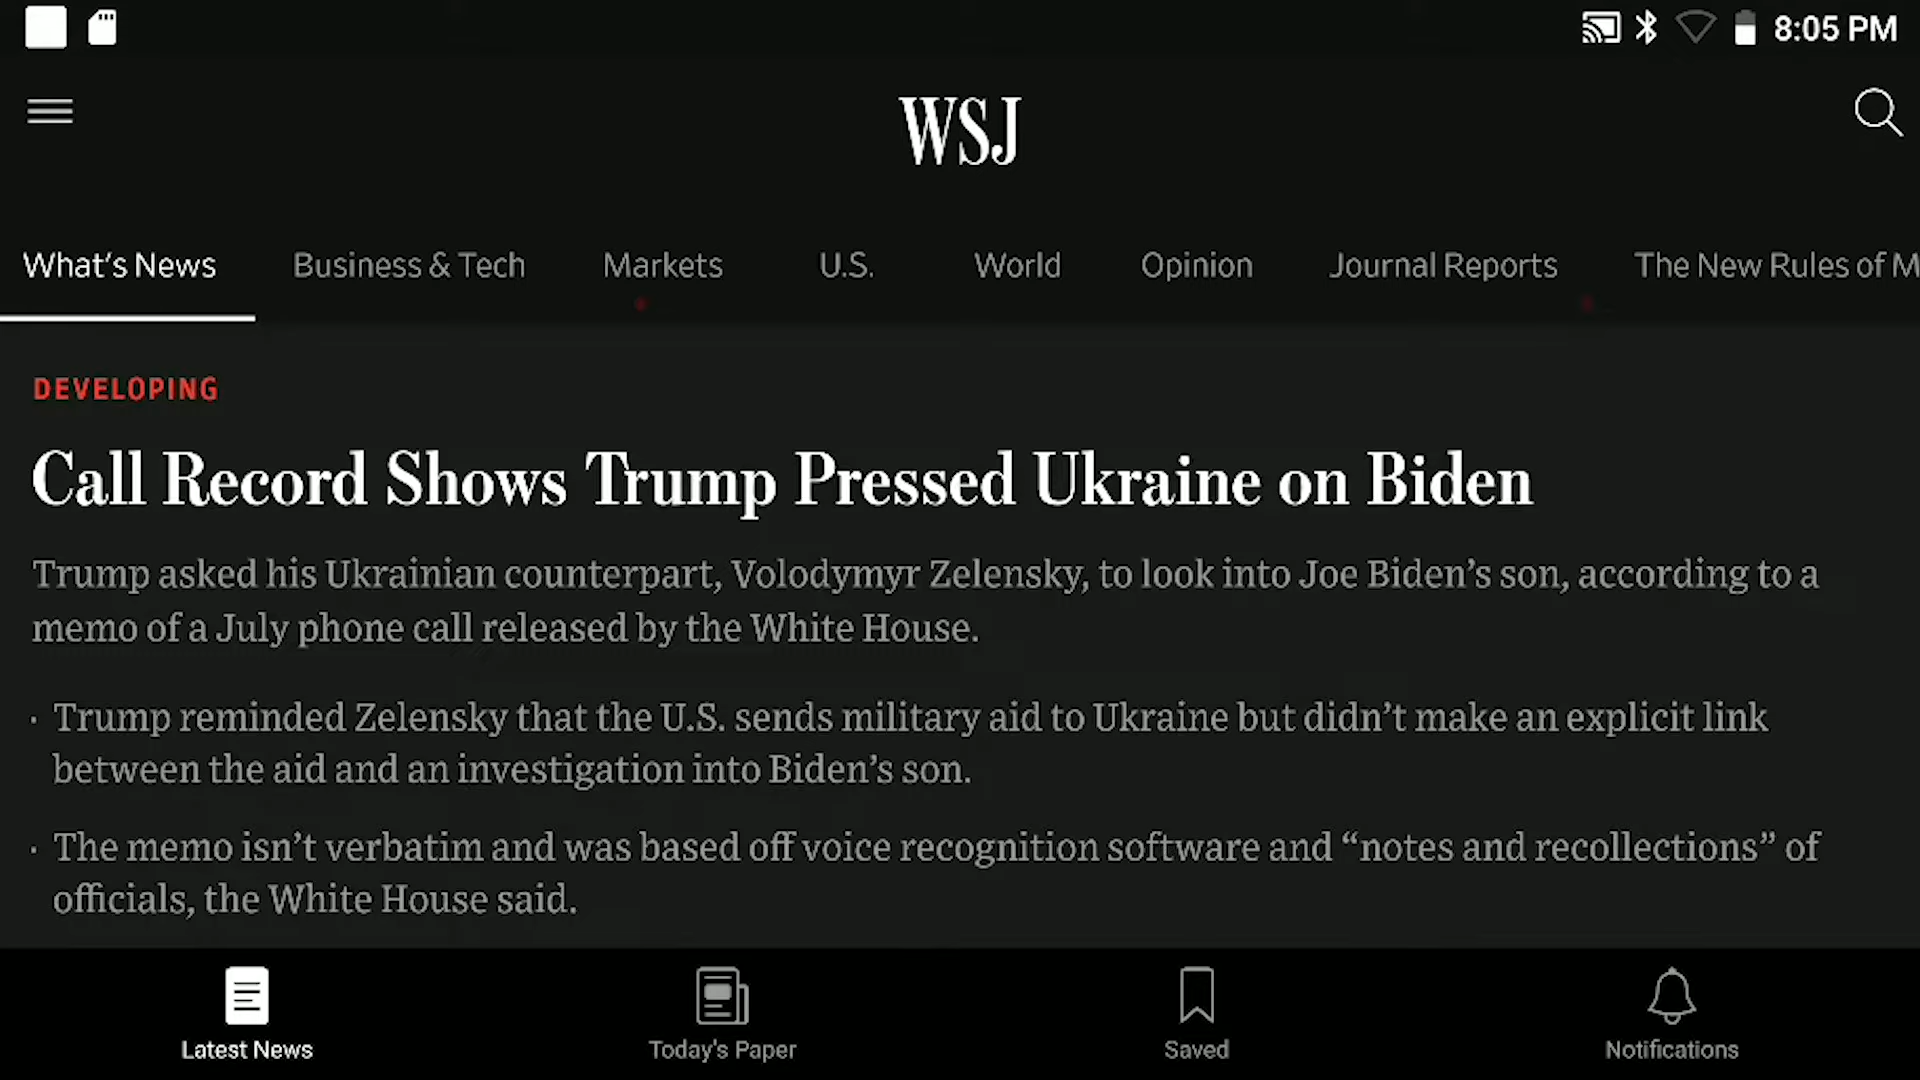 8:05 PM
WSJ
What's News Business & Tech Markets U.S. World Opinion Journal Reports The New Rules of M
DEVELOPING
Call Record Shows Trump Pressed Ukraine on Biden
Trump asked his Ukrainian counterpart, Volodymyr Zelensky, to look into Joe Biden’s son, according to a
memo of a July phone call released by the White House.
· Trump reminded Zelensky that the U.S. sends military aid to Ukraine but didn’t make an explicit link
between the aid and an investigation into Biden’s son.
· The memo isn’t verbatim and was based off voice recognition software and “notes and recollections” of
officials, the White House said.
Latest News Today's Paper Saved Notifications